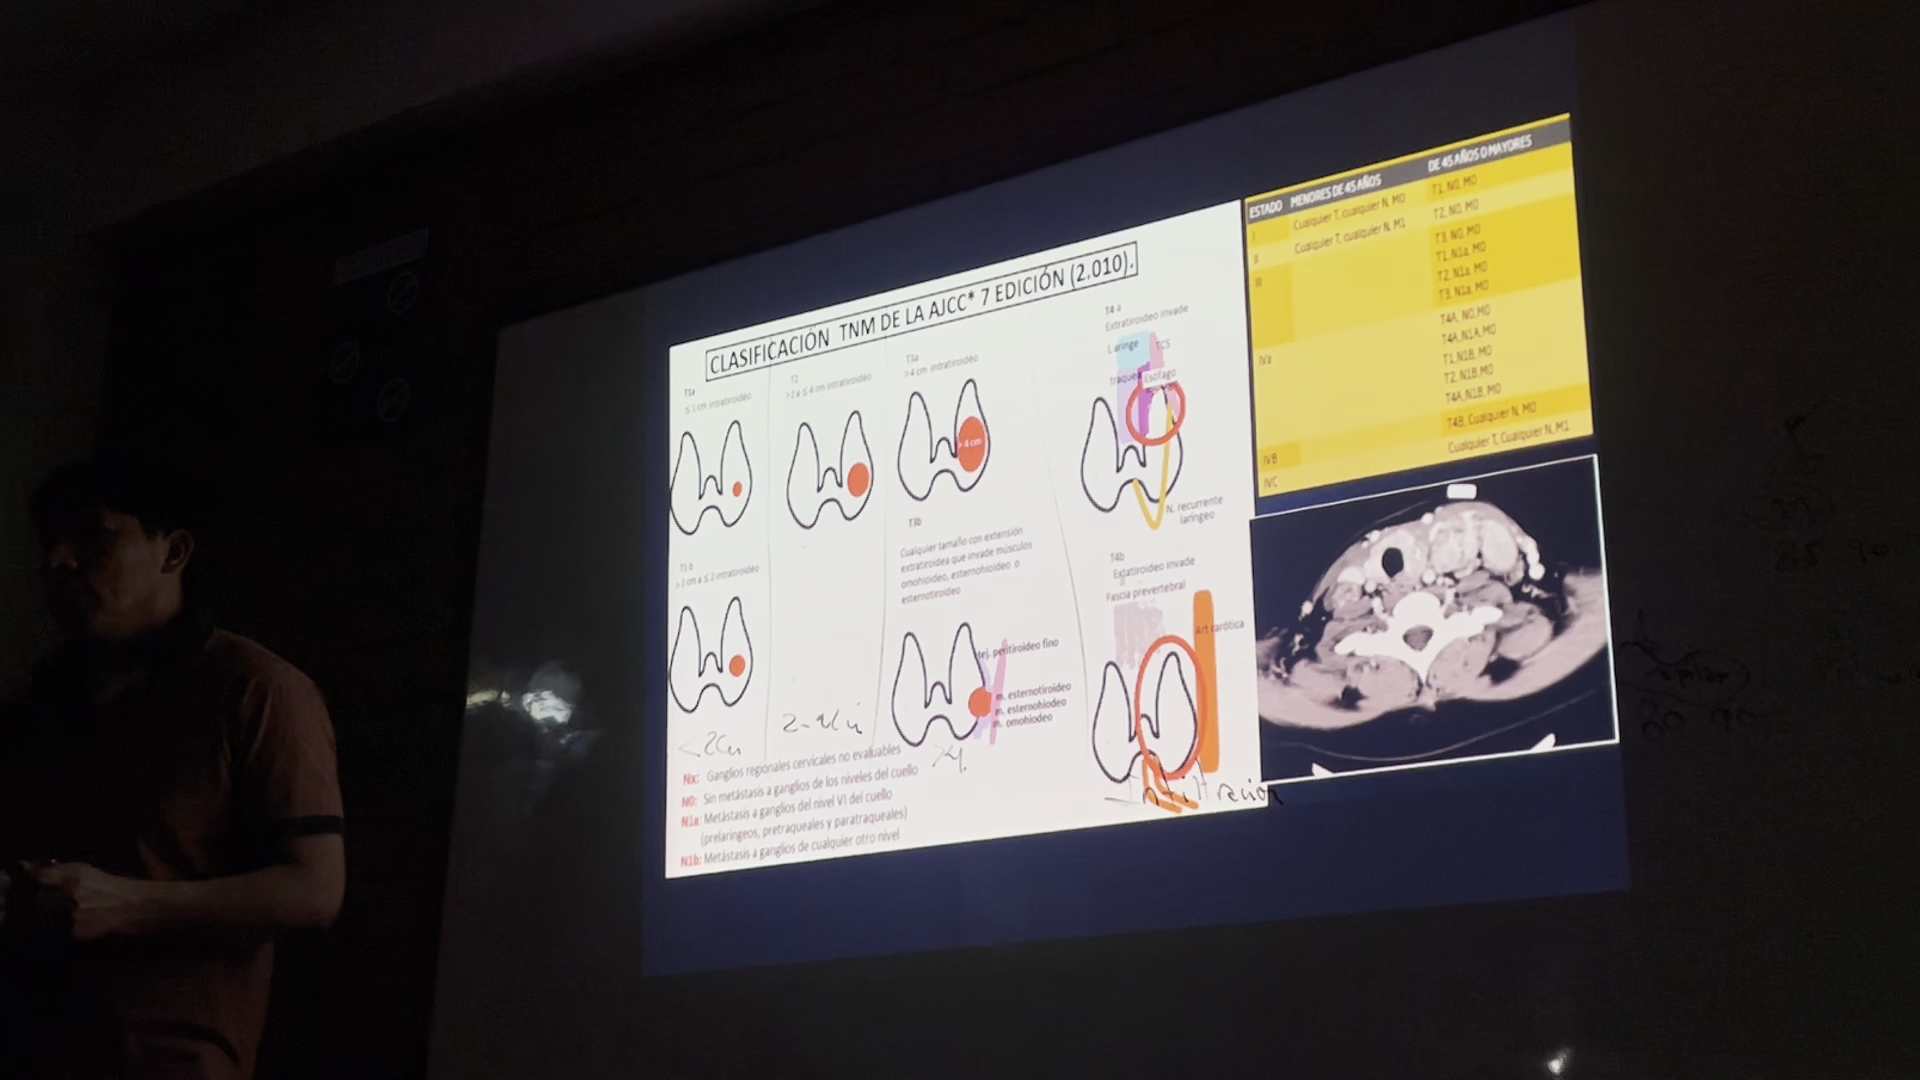 CLASIFICACIÓN TNM DE LA AJCC* 7 EDICIÓN (2.010).
T1a
≤ 1 cm intratiroideo
T2
> 2 a ≤ 4 cm intratiroideo
T3a
> 4 cm intratiroideo
> 4 cm
T4 a
Extratiroideo invade
Laringe
TCS
traquea
Esófago
N. recurrente
laríngeo
T1 b
> 1 cm a ≤ 2 intratiroideo
T3b
Cualquier tamaño con extensión
extratiroidea que invade músculos
omohioideo, esternohioideo o
esternotiroideo
tej. peritiroideo fino
m. esternotiroideo
m. esternohiodeo
m. omohiodeo
T4b
Extatiroideo invade
Fascia prevertebral
Art carótica
<2cm
>4.
Infiltración
Nx: Ganglios regionales cervicales no evaluables
N0: Sin metástasis a ganglios de los niveles del cuello
N1a: Metástasis a ganglios del nivel VI del cuello
(prelaringeos, pretraqueales y paratraqueales)
N1b: Metástasis a ganglios de cualquier otro nivel
ESTADO MENORES DE 45 AÑOS DE 45 AÑOS O MAYORES
I Cualquier T, cualquier N, M0 T1, N0, M0
II Cualquier T, cualquier N, M1 T2, N0, M0
III T3, N0, M0
T1, N1a, M0
T2, N1a, M0
T3, N1a, M0
IVa T4A, N0, M0
T4A, N1A, M0
T1, N1B, M0
T2, N1B, M0
T4A, N1B, M0
IVB T4B, Cualquier N, M0
IVC Cualquier T, Cualquier N, M1